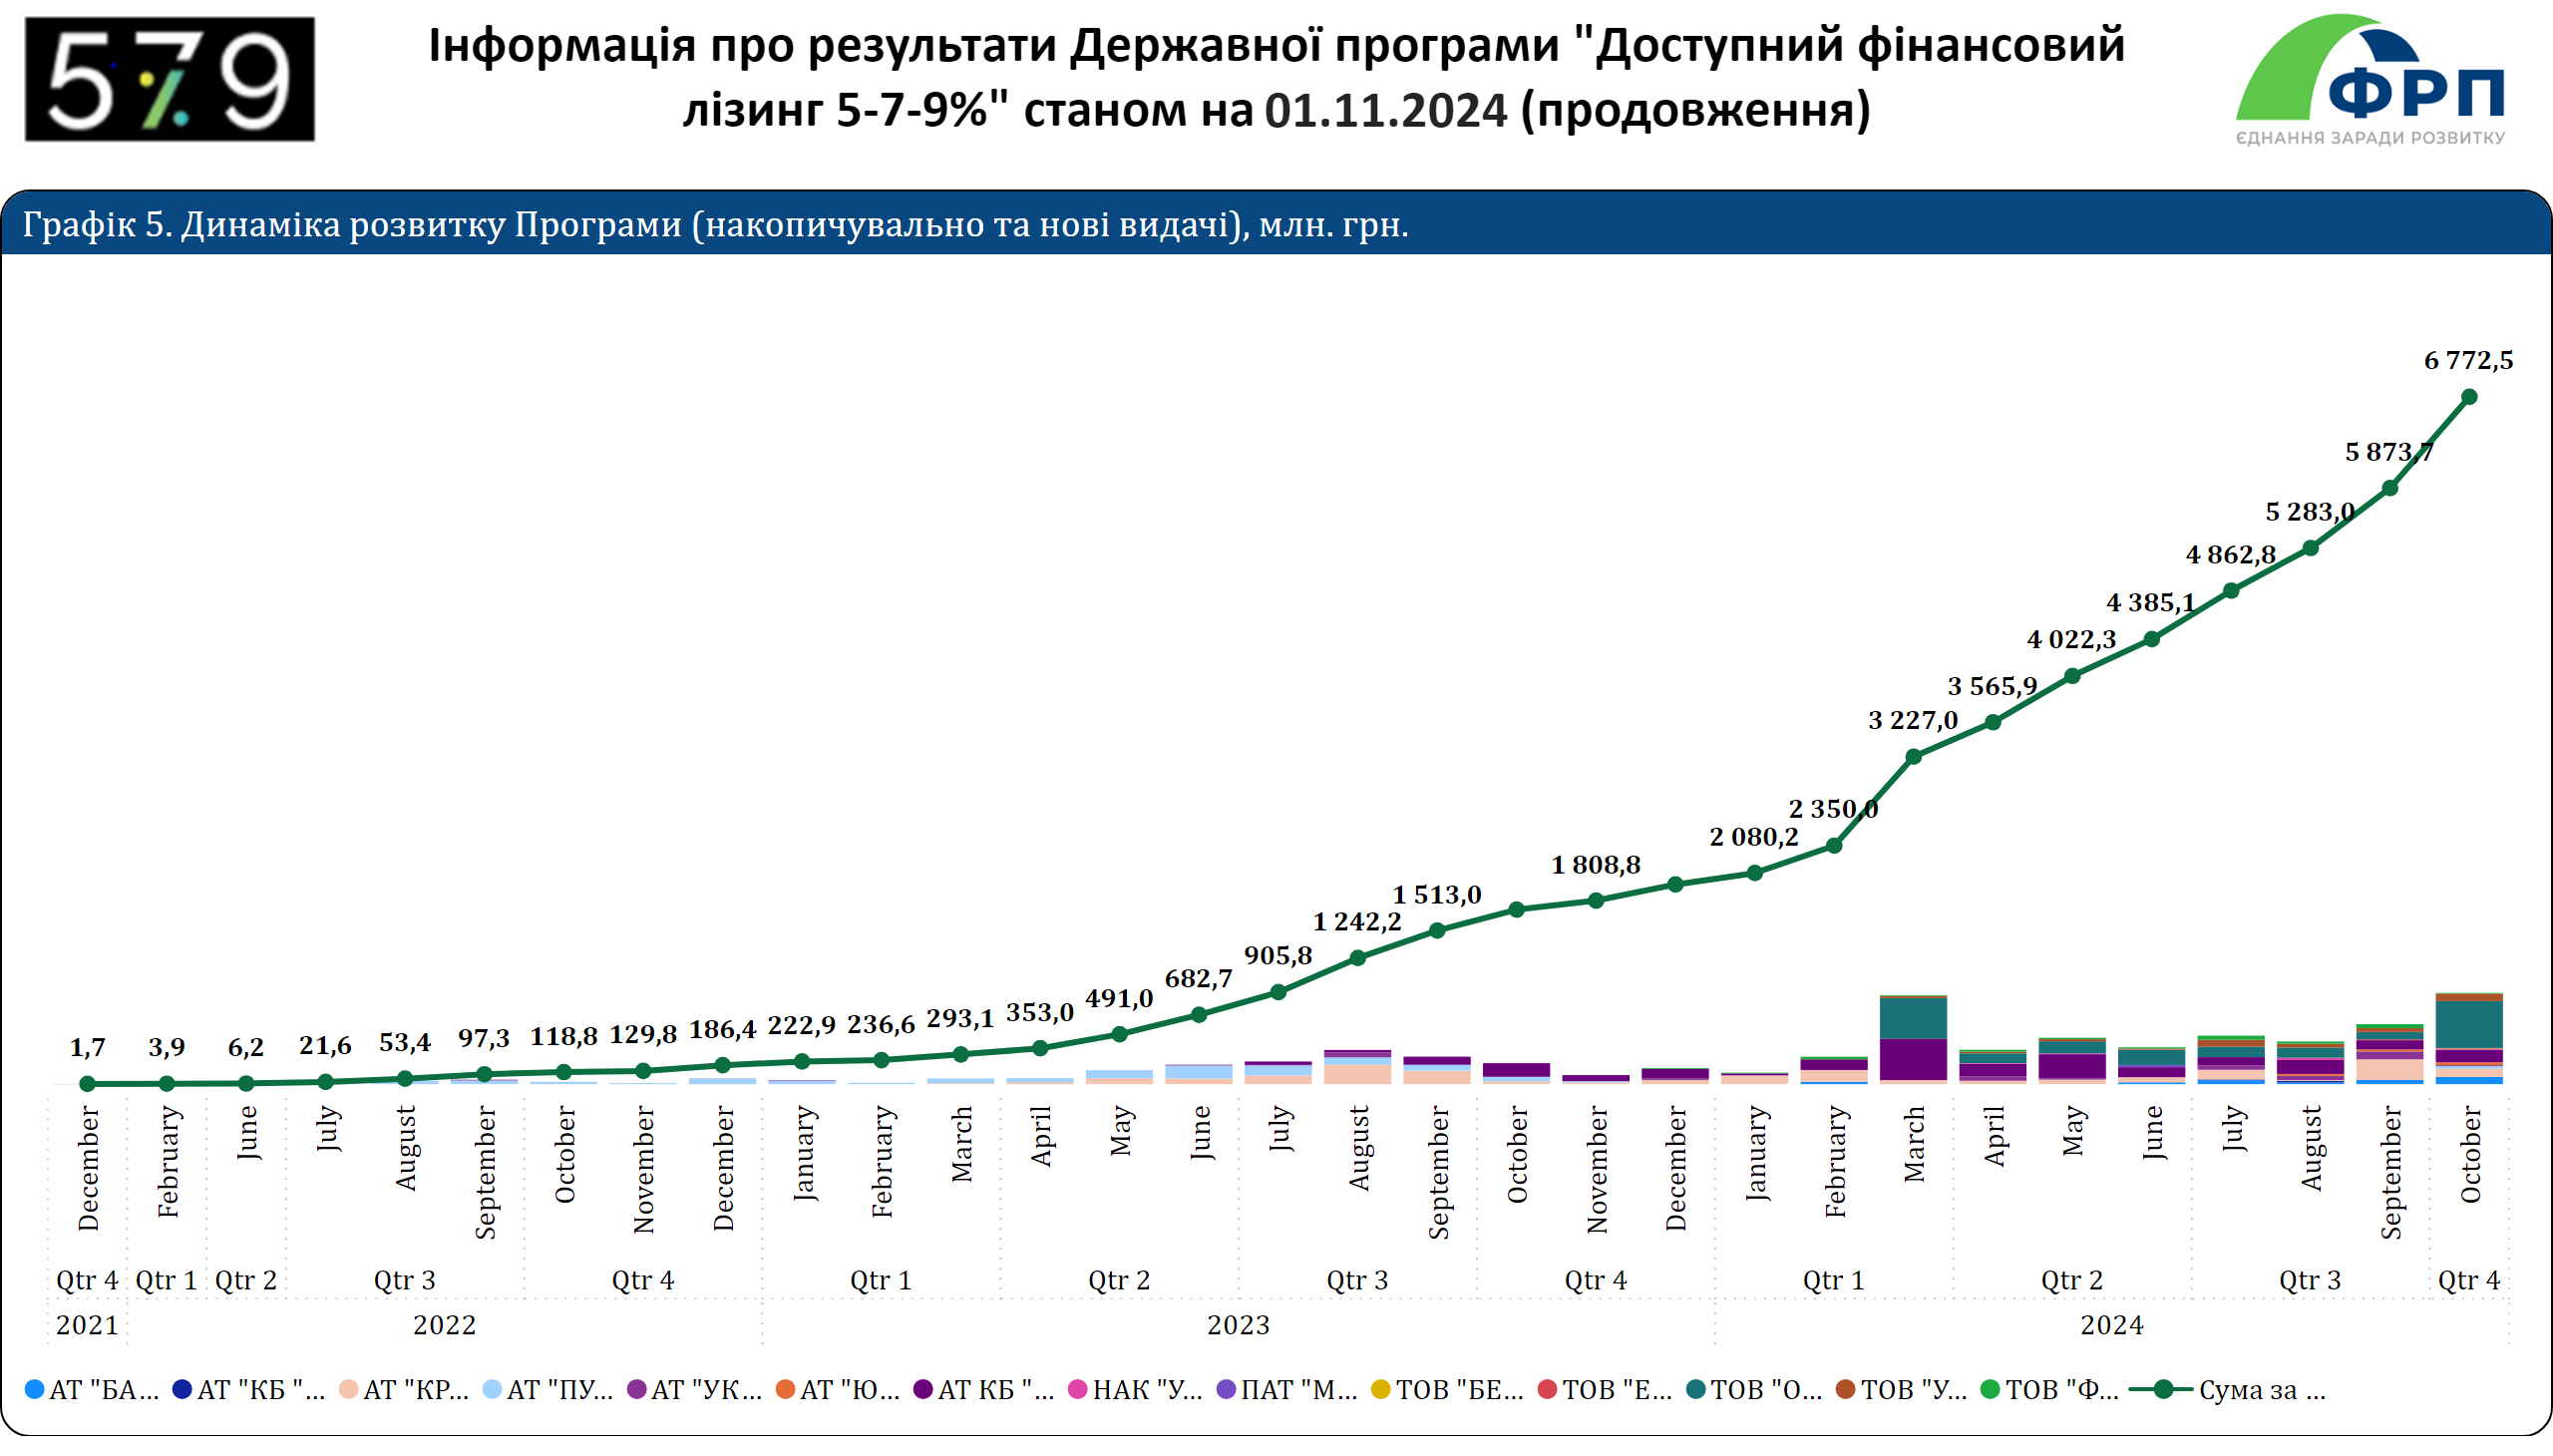 579
Інформація про результати Державної програми "Доступний фінансовий
лізинг 5-7-9%" станом на 01.11.2024 (продовження)
ФРП
ЄДНАННЯ ЗАРАДИ РОЗВИТКУ
Графік 5. Динаміка розвитку Програми (накопичувально та нові видачі), млн. грн.
1,7 3,9 6,2 21,6 53,4 97,3 118,8 129,8 186,4 222,9 236,6 293,1 353,0 491,0 682,7 905,8 1 242,2 1 513,0 1 808,8 2 080,2 2 350,0 3 227,0 3 565,9 4 022,3 4 385,1 4 862,8 5 283,0 5 873,7 6 772,5
December February June July August September October November December January February March April May June July August September October November December January February March April May June July August September October
Qtr 4 Qtr 1 Qtr 2 Qtr 3 Qtr 4 Qtr 1 Qtr 2 Qtr 3 Qtr 4 Qtr 1 Qtr 2 Qtr 3 Qtr 4
2021 2022 2023 2024
АТ "БА... АТ "КБ "... АТ "КР... АТ "ПУ... АТ "УК... АТ "Ю... АТ КБ "... НАК "У... ПАТ "М... ТОВ "БЕ... ТОВ "Е... ТОВ "О... ТОВ "У... ТОВ "Ф... Сума за ...